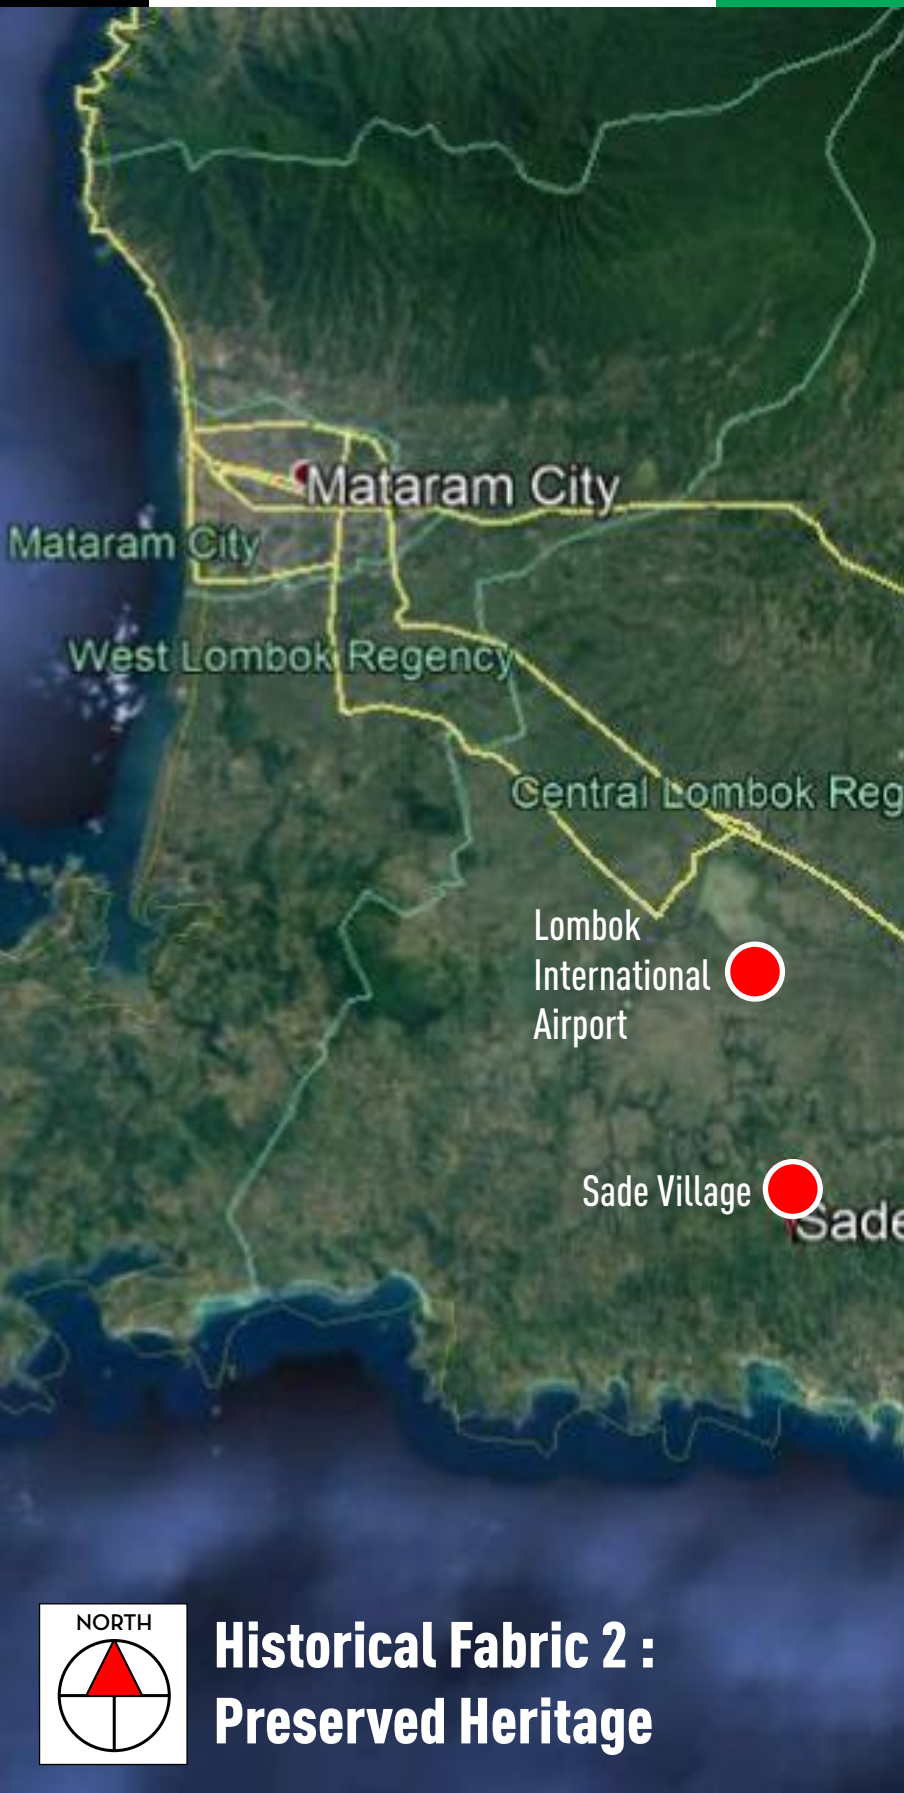 Mataram City
Mataram City
West Lombok Regency
Central Lombok Reg
Lombok
International
Airport
Sade Village
Sade
NORTH
Historical Fabric 2 :
Preserved Heritage